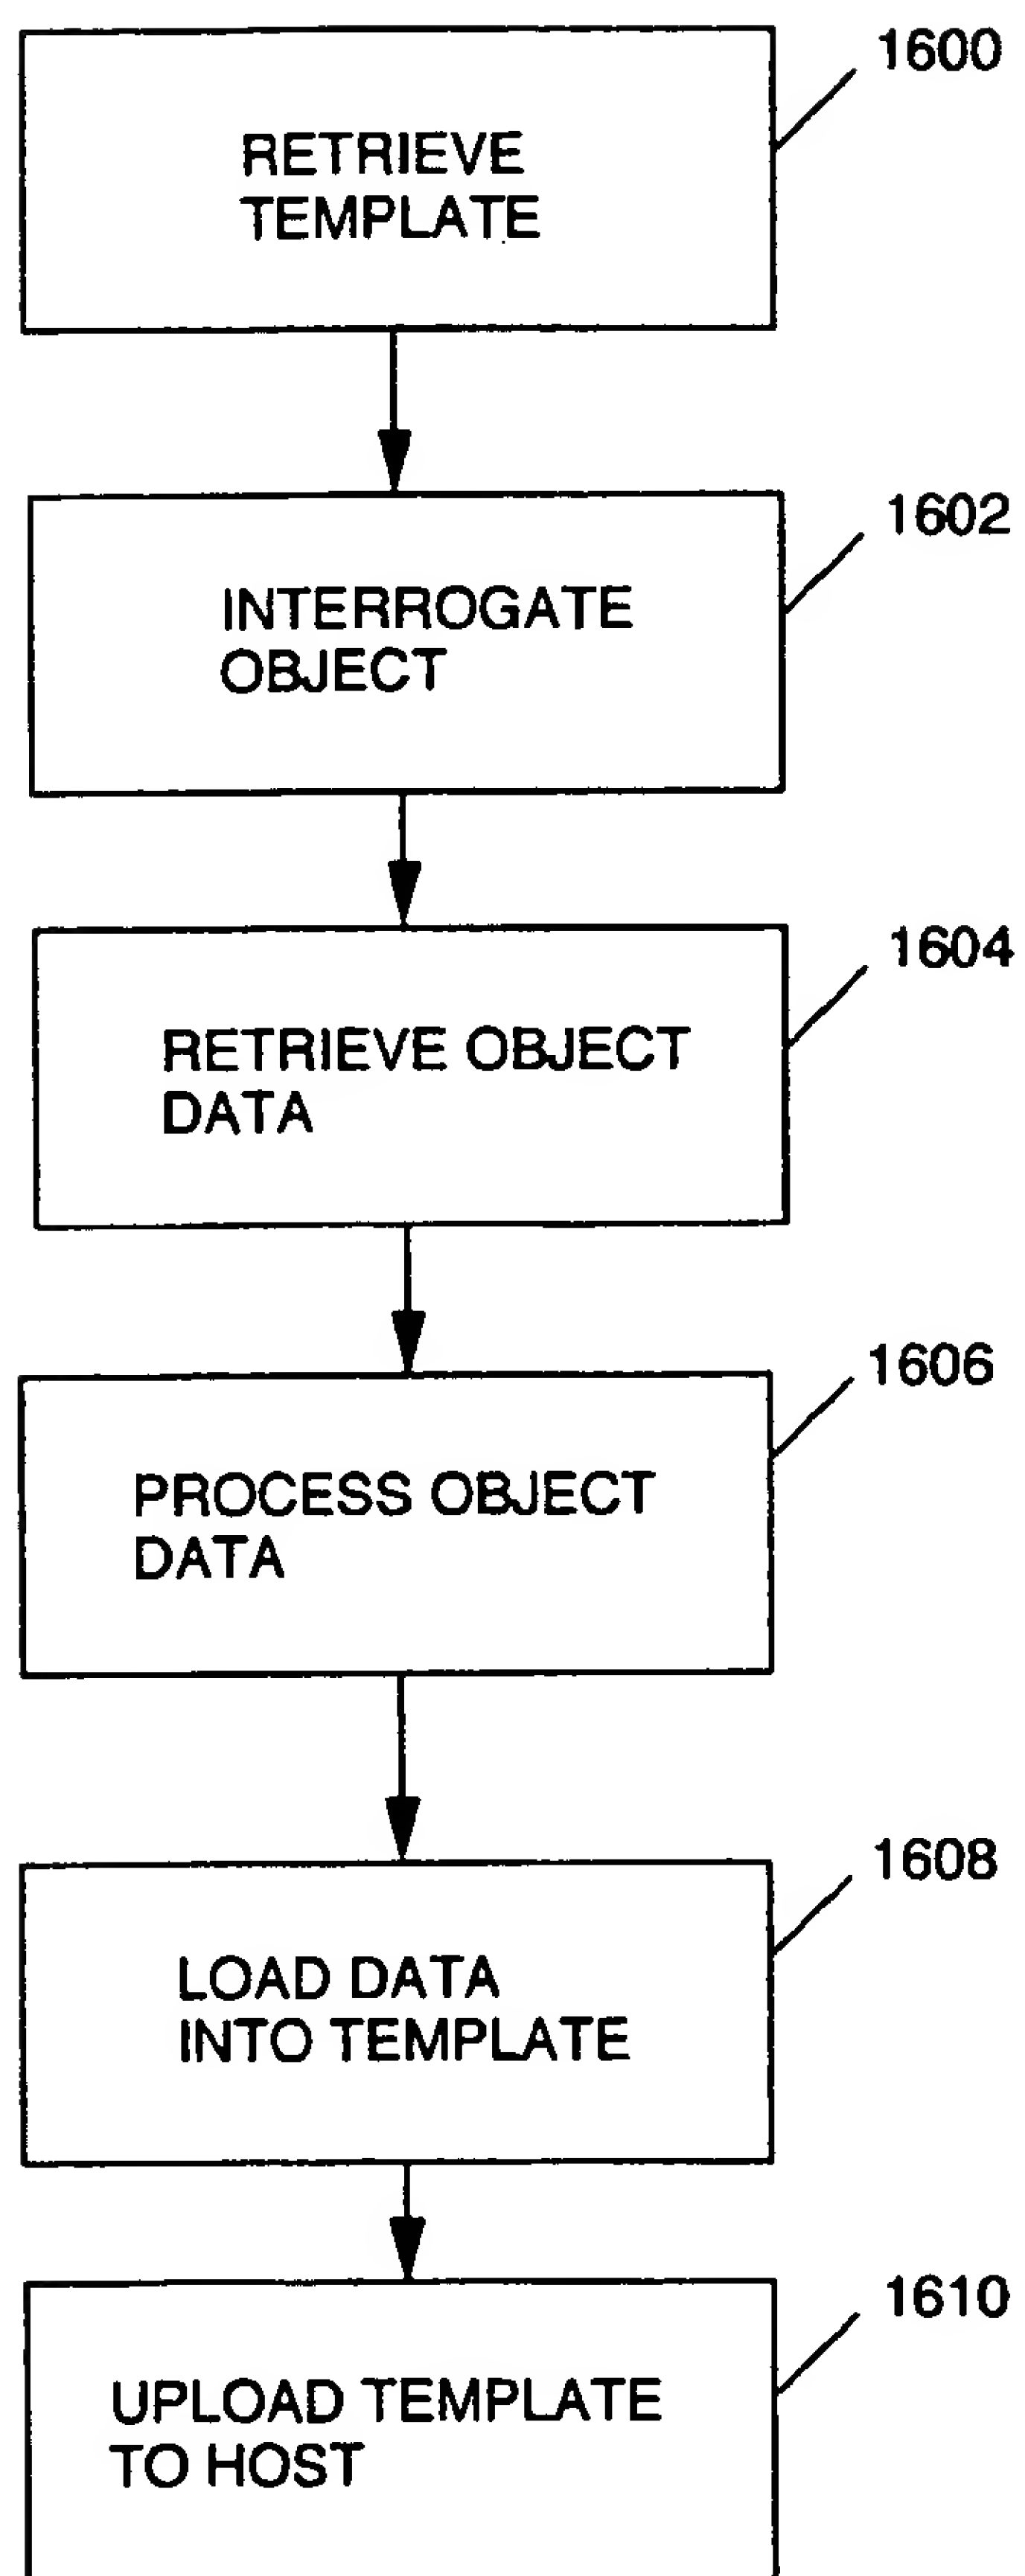 1600
RETRIEVE
TEMPLATE
1602
INTERROGATE
OBJECT
1604
RETRIEVE OBJECT
DATA
1606
PROCESS OBJECT
DATA
1608
LOAD DATA
INTO TEMPLATE
1610
UPLOAD TEMPLATE
TO HOST